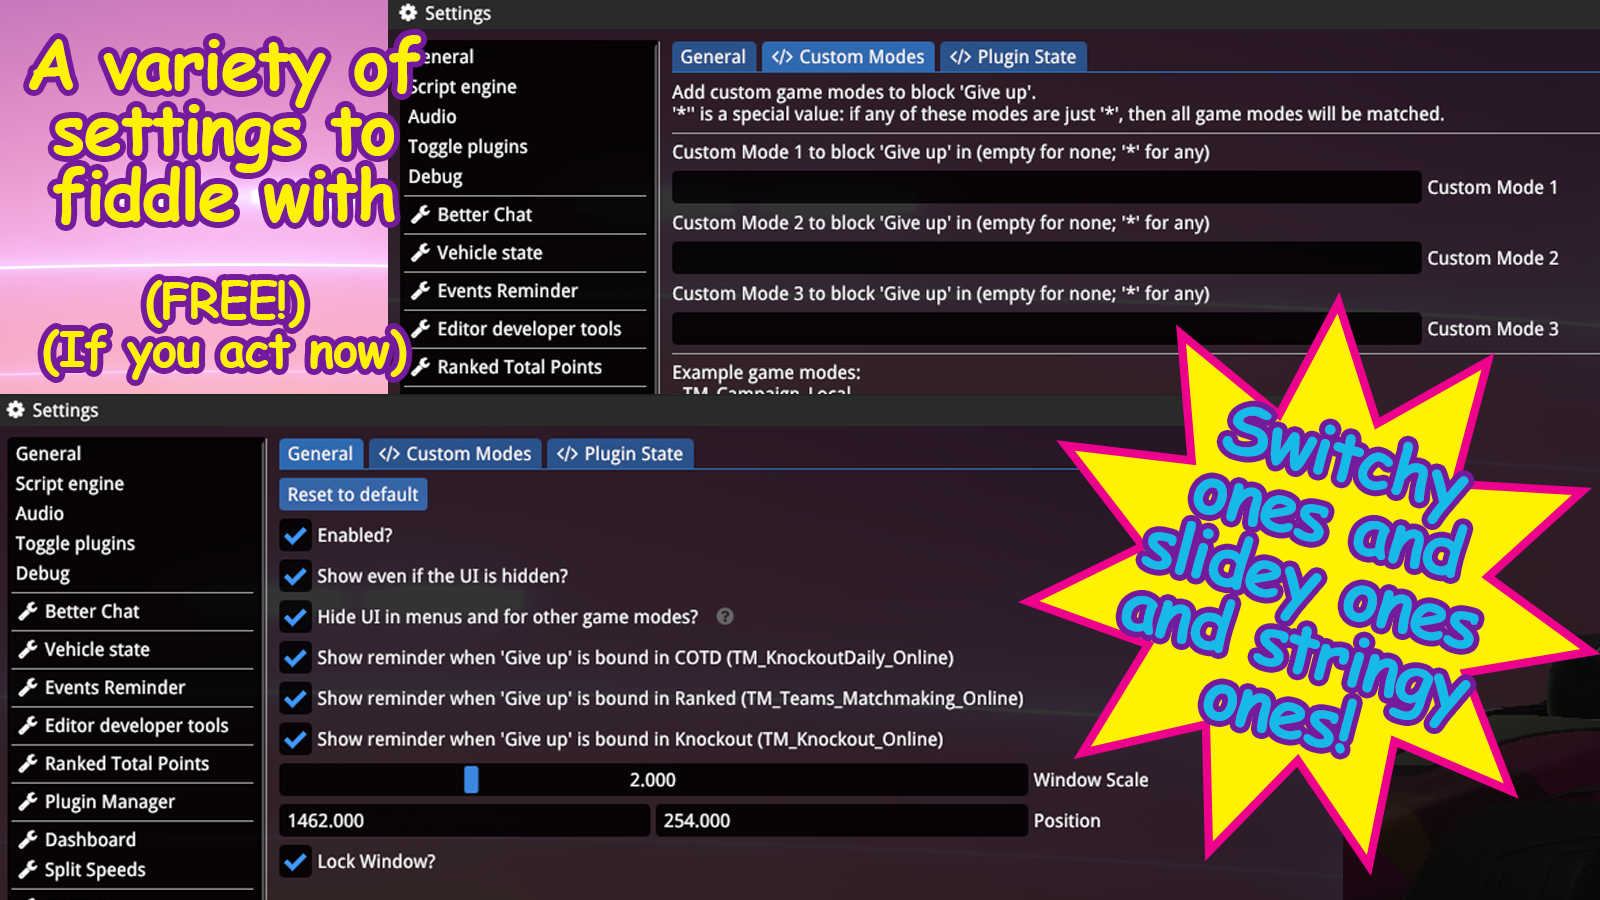 A variety of
settings to
fiddle with
(FREE!)
(If you act now)
Settings
General
Script engine
Audio
Toggle plugins
Debug
Better Chat
Vehicle state
Events Reminder
Editor developer tools
Ranked Total Points
General
</> Custom Modes
</> Plugin State
Add custom game modes to block 'Give up'.
'*'' is a special value: if any of these modes are just '*', then all game modes will be matched.
Custom Mode 1 to block 'Give up' in (empty for none; '*' for any)
Custom Mode 1
Custom Mode 2 to block 'Give up' in (empty for none; '*' for any)
Custom Mode 2
Custom Mode 3 to block 'Give up' in (empty for none; '*' for any)
Custom Mode 3
Example game modes:
TM_Campaign_Local
Settings
General
Script engine
Audio
Toggle plugins
Debug
Better Chat
Vehicle state
Events Reminder
Editor developer tools
Ranked Total Points
Plugin Manager
Dashboard
Split Speeds
General
</> Custom Modes
</> Plugin State
Reset to default
Enabled?
Show even if the UI is hidden?
Hide UI in menus and for other game modes? ?
Show reminder when 'Give up' is bound in COTD (TM_KnockoutDaily_Online)
Show reminder when 'Give up' is bound in Ranked (TM_Teams_Matchmaking_Online)
Show reminder when 'Give up' is bound in Knockout (TM_Knockout_Online)
2.000 Window Scale
1462.000 254.000 Position
Lock Window?
Switchy
ones and
slidey ones
and stringy
ones!